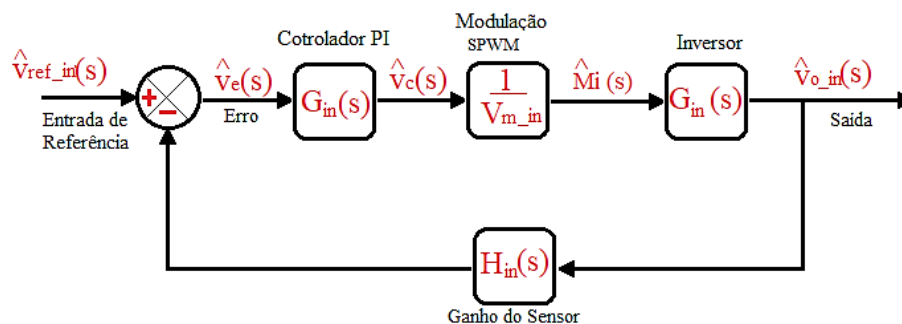 Cotrolador PI
Modulação
SPWM
Inversor
V̂ref_in(s)
V̂e(s)
V̂c(s)
M̂i (s)
V̂o_in(s)
+
−
Gin(s)
1
Vm_in
Gin(s)
Entrada de
Referência
Erro
Saída
Hin(s)
Ganho do Sensor